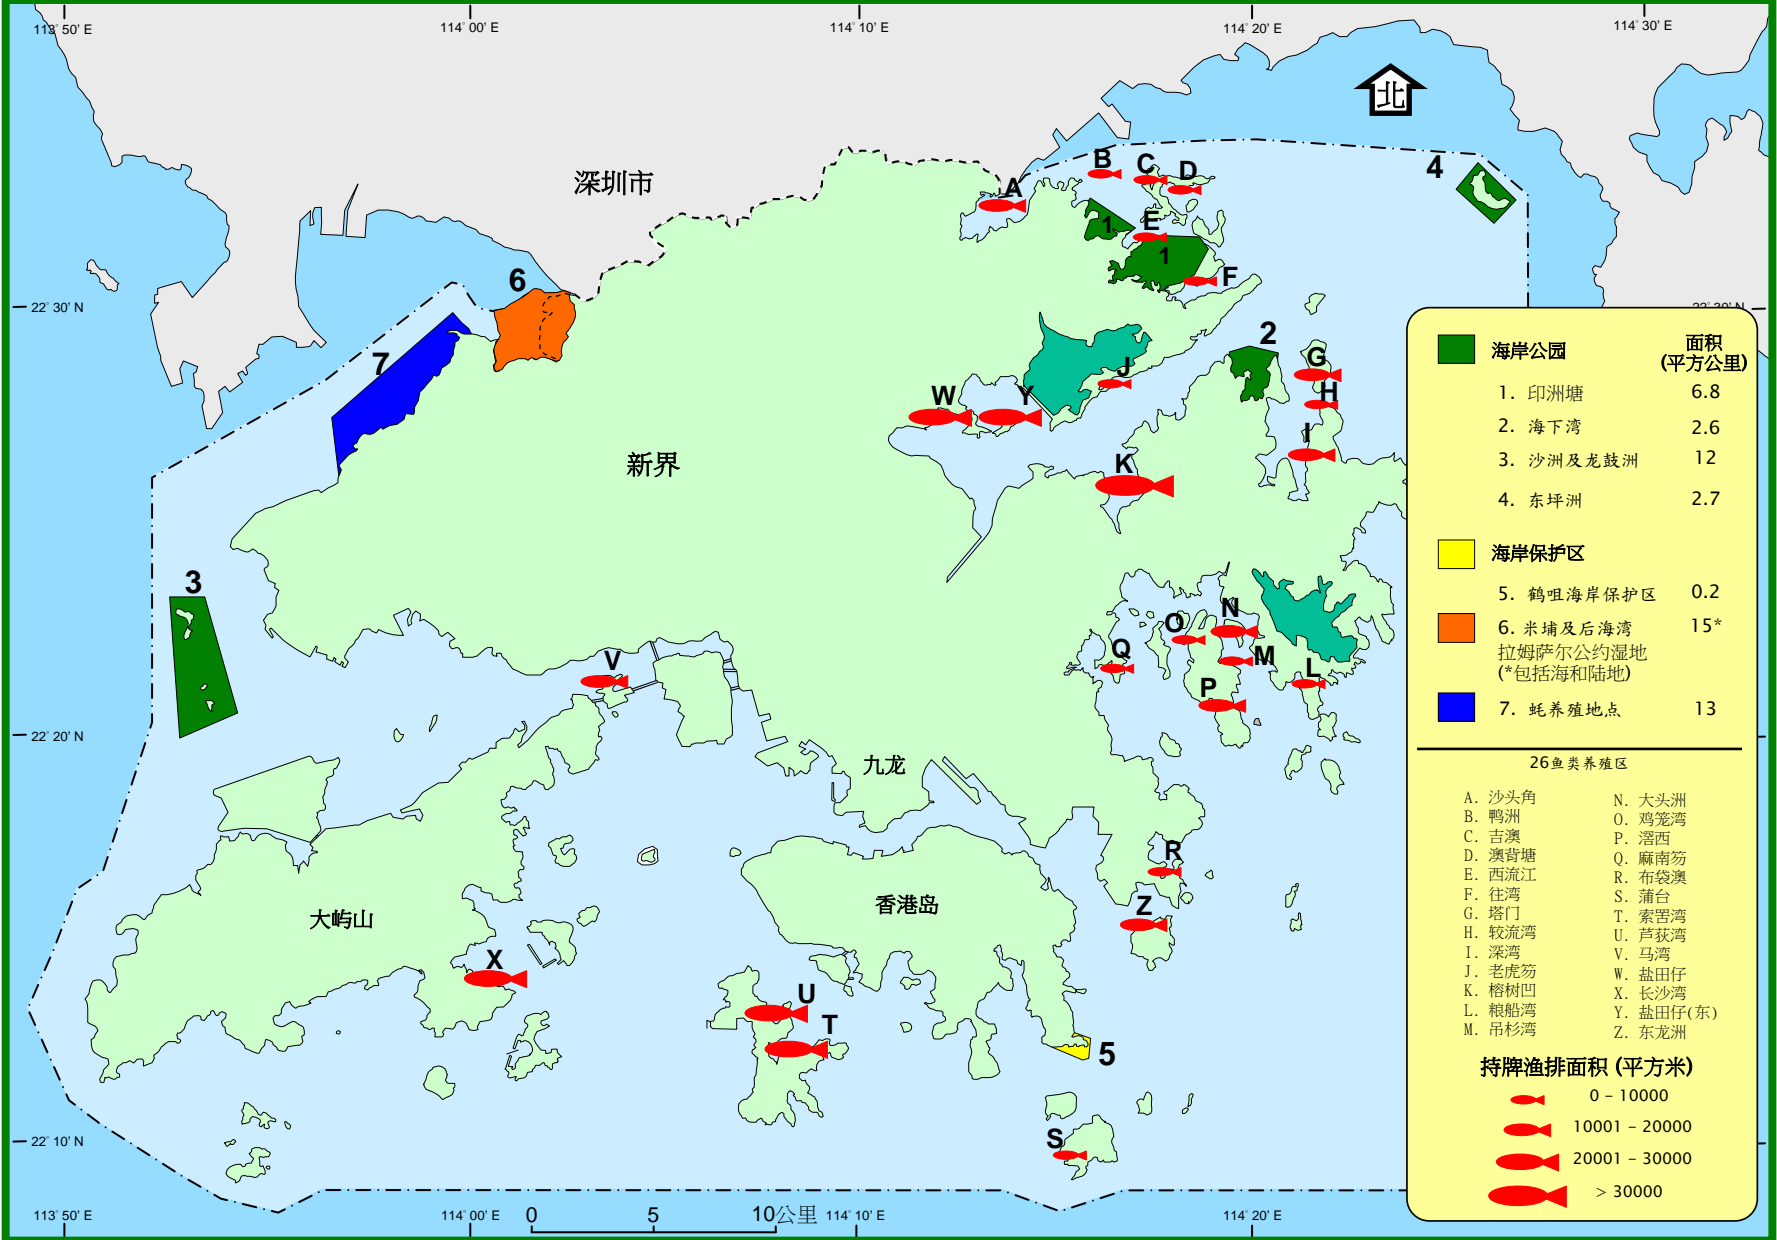 113° 50' E
114° 00' E
114° 10' E
114° 20' E
114° 30' E
北
深圳市
B
C
D
4
A
E
1
1
F
6
22° 30' N
22° 30' N
7
2
G
J
H
W
Y
I
K
新界
3
N
O
M
Q
V
L
P
22° 20' N
九龙
R
香港岛
大屿山
Z
X
U
T
5
S
22° 10' N
113° 50' E
114° 00' E
0
5
10公里
114° 10' E
114° 20' E
海岸公园
面积
(平方公里)
1. 印洲塘 6.8
2. 海下湾 2.6
3. 沙洲及龙鼓洲 12
4. 东坪洲 2.7
海岸保护区
5. 鹤咀海岸保护区 0.2
6. 米埔及后海湾 15*
拉姆萨尔公约湿地
(*包括海和陆地)
7. 蚝养殖地点 13
26鱼类养殖区
A. 沙头角
B. 鸭洲
C. 吉澳
D. 澳背塘
E. 西流江
F. 往湾
G. 塔门
H. 较流湾
I. 深湾
J. 老虎笏
K. 榕树凹
L. 粮船湾
M. 吊杉湾
N. 大头洲
O. 鸡笼湾
P. 滘西
Q. 麻南笏
R. 布袋澳
S. 蒲台
T. 索罟湾
U. 芦荻湾
V. 马湾
W. 盐田仔
X. 长沙湾
Y. 盐田仔(东)
Z. 东龙洲
持牌渔排面积 (平方米)
0 – 10000
10001 – 20000
20001 – 30000
> 30000